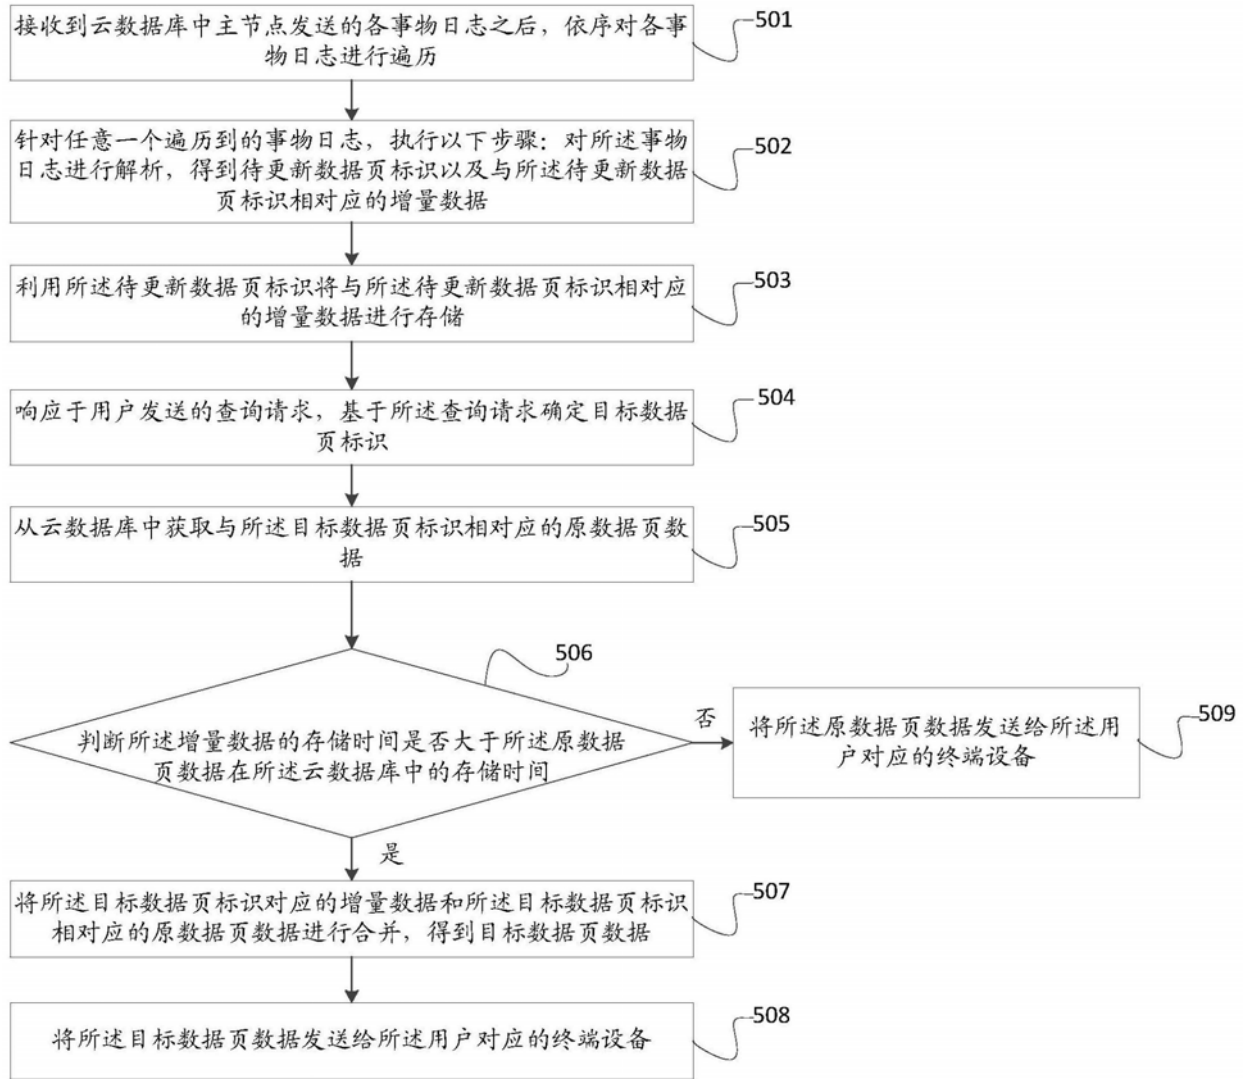 接收到云数据库中主节点发送的各事物日志之后，依序对各事
物日志进行遍历
501
针对任意一个遍历到的事物日志，执行以下步骤：对所述事物
日志进行解析，得到待更新数据页标识以及与所述待更新数据
页标识相对应的增量数据
502
利用所述待更新数据页标识将与所述待更新数据页标识相对应
的增量数据进行存储
503
响应于用户发送的查询请求，基于所述查询请求确定目标数据
页标识
504
从云数据库中获取与所述目标数据页标识相对应的原数据页数
据
505
506
判断所述增量数据的存储时间是否大于所述原数据
页数据在所述云数据库中的存储时间
否
将所述原数据页数据发送给所述用
户对应的终端设备
509
是
将所述目标数据页标识对应的增量数据和所述目标数据页标识
相对应的原数据页数据进行合并，得到目标数据页数据
507
将所述目标数据页数据发送给所述用户对应的终端设备
508